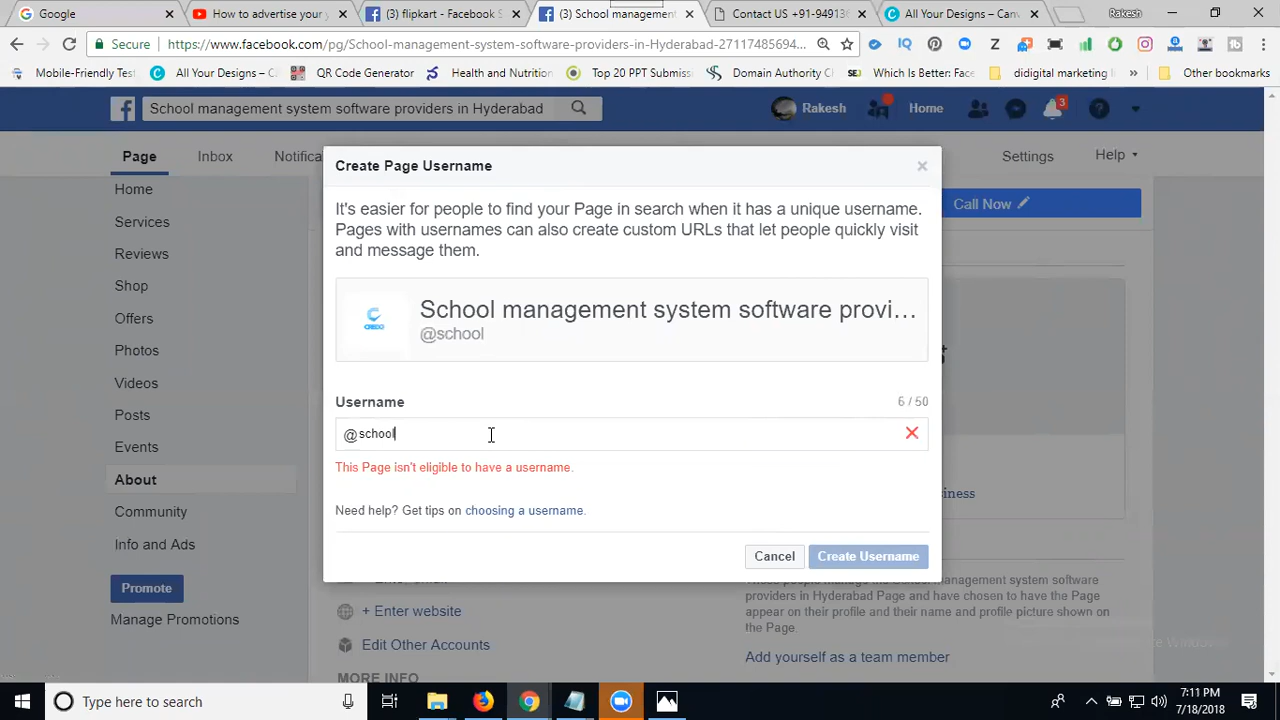 Google
How to advertise your
(3) flipkart - Facebook S
(3) School management
Contact US +91-94913
All Your Designs – Canv
Rakesh
Secure
https://www.facebook.com/pg/School-management-system-software-providers-in-Hyderabad-27117485694...
Mobile-Friendly Test
All Your Designs – C
QR Code Generator
Health and Nutrition
Top 20 PPT Submiss
Domain Authority C
Which Is Better: Face
didigital marketing l
»
Other bookmarks
School management system software providers in Hyderabad
Rakesh
Home
3
Page
Inbox
Notifica
Settings
Help
Home
Services
Reviews
Shop
Offers
Photos
Videos
Posts
Events
About
Community
Info and Ads
Promote
Manage Promotions
Call Now
Create Page Username
It's easier for people to find your Page in search when it has a unique username.
Pages with usernames can also create custom URLs that let people quickly visit
and message them.
CREDO
School management system software provi...
@school
Username
6 / 50
@school
This Page isn't eligible to have a username.
Need help? Get tips on choosing a username.
Cancel
Create Username
+ Enter website
Edit Other Accounts
MORE INFO
providers in Hyderabad Page and have chosen to have the Page
appear on their profile and their name and profile picture shown on
the Page
Add yourself as a team member
Type here to search
7:11 PM
7/18/2018